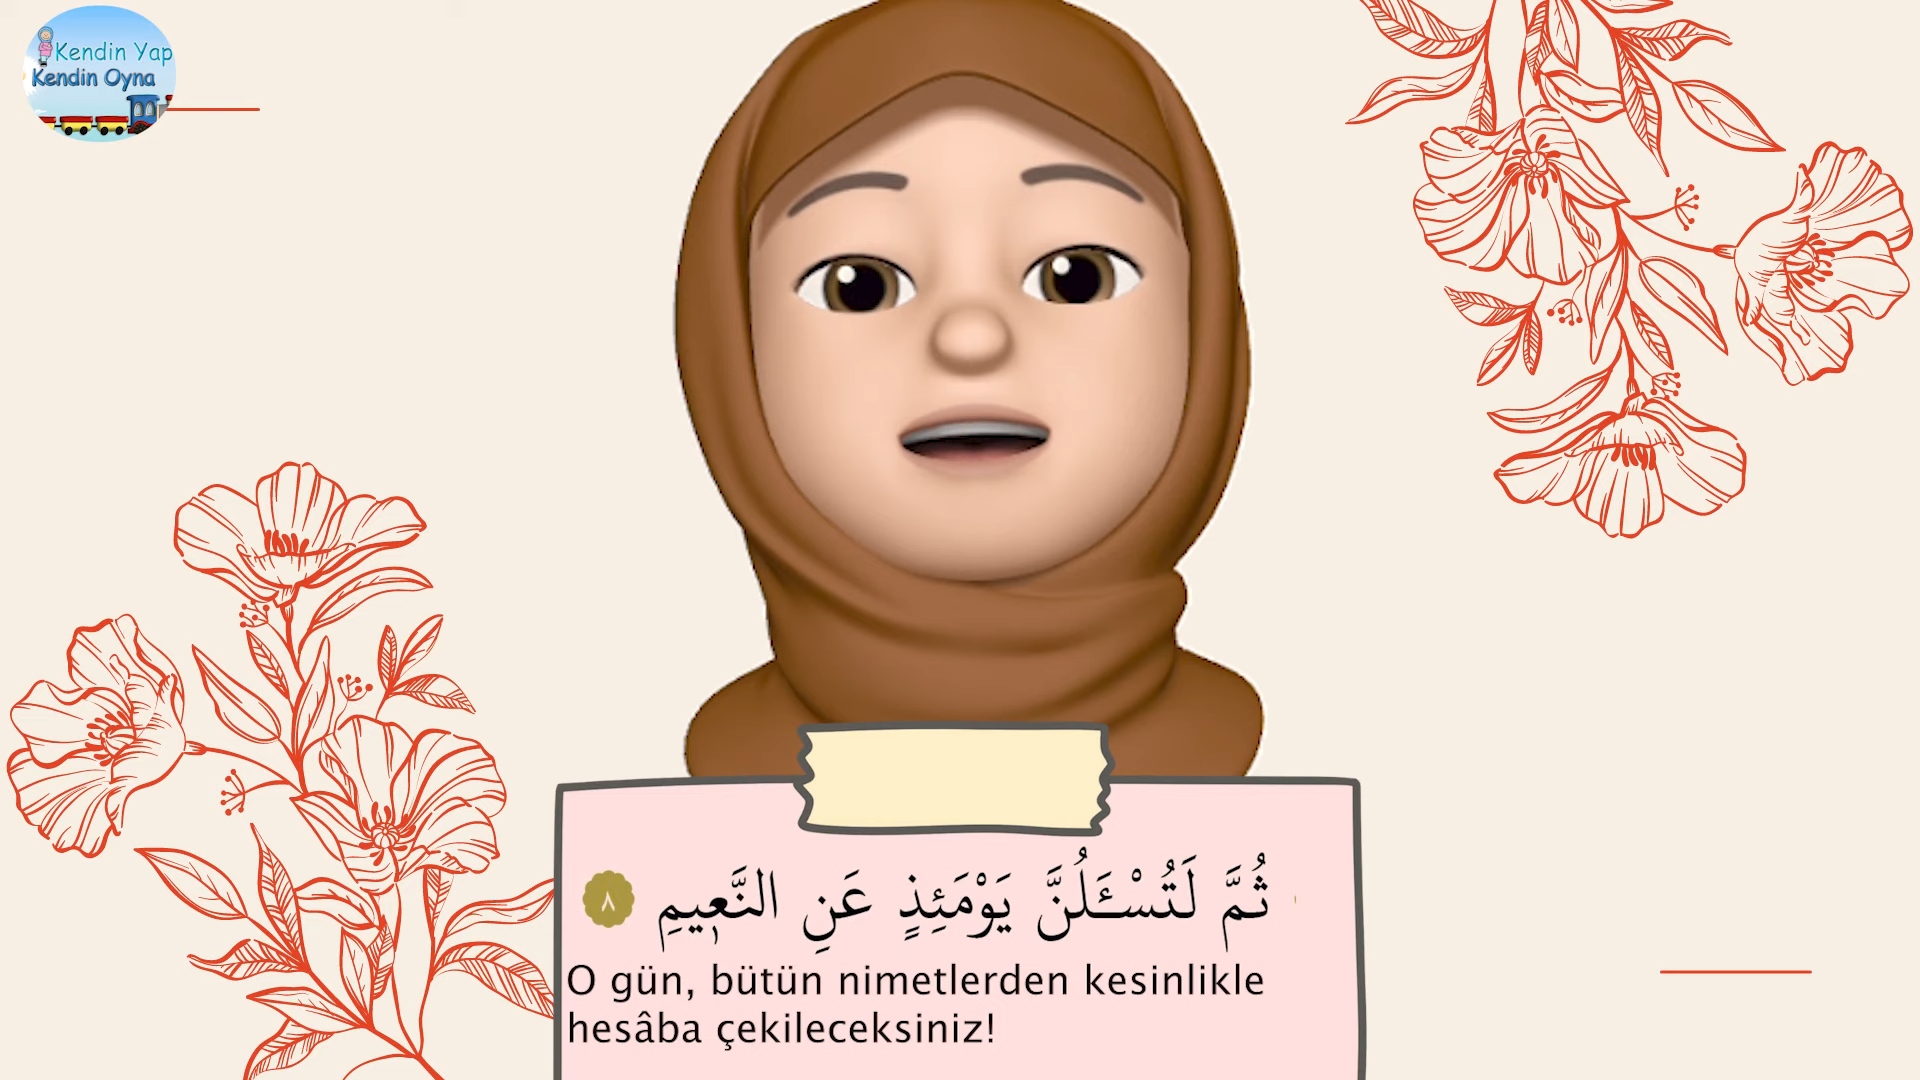 Kendin Yap
Kendin Oyna
ثُمَّ لَتُسْـَٔلُنَّ يَوْمَئِذٍ عَنِ النَّع۪يمِ ٨
O gün, bütün nimetlerden kesinlikle
hesâba çekileceksiniz!